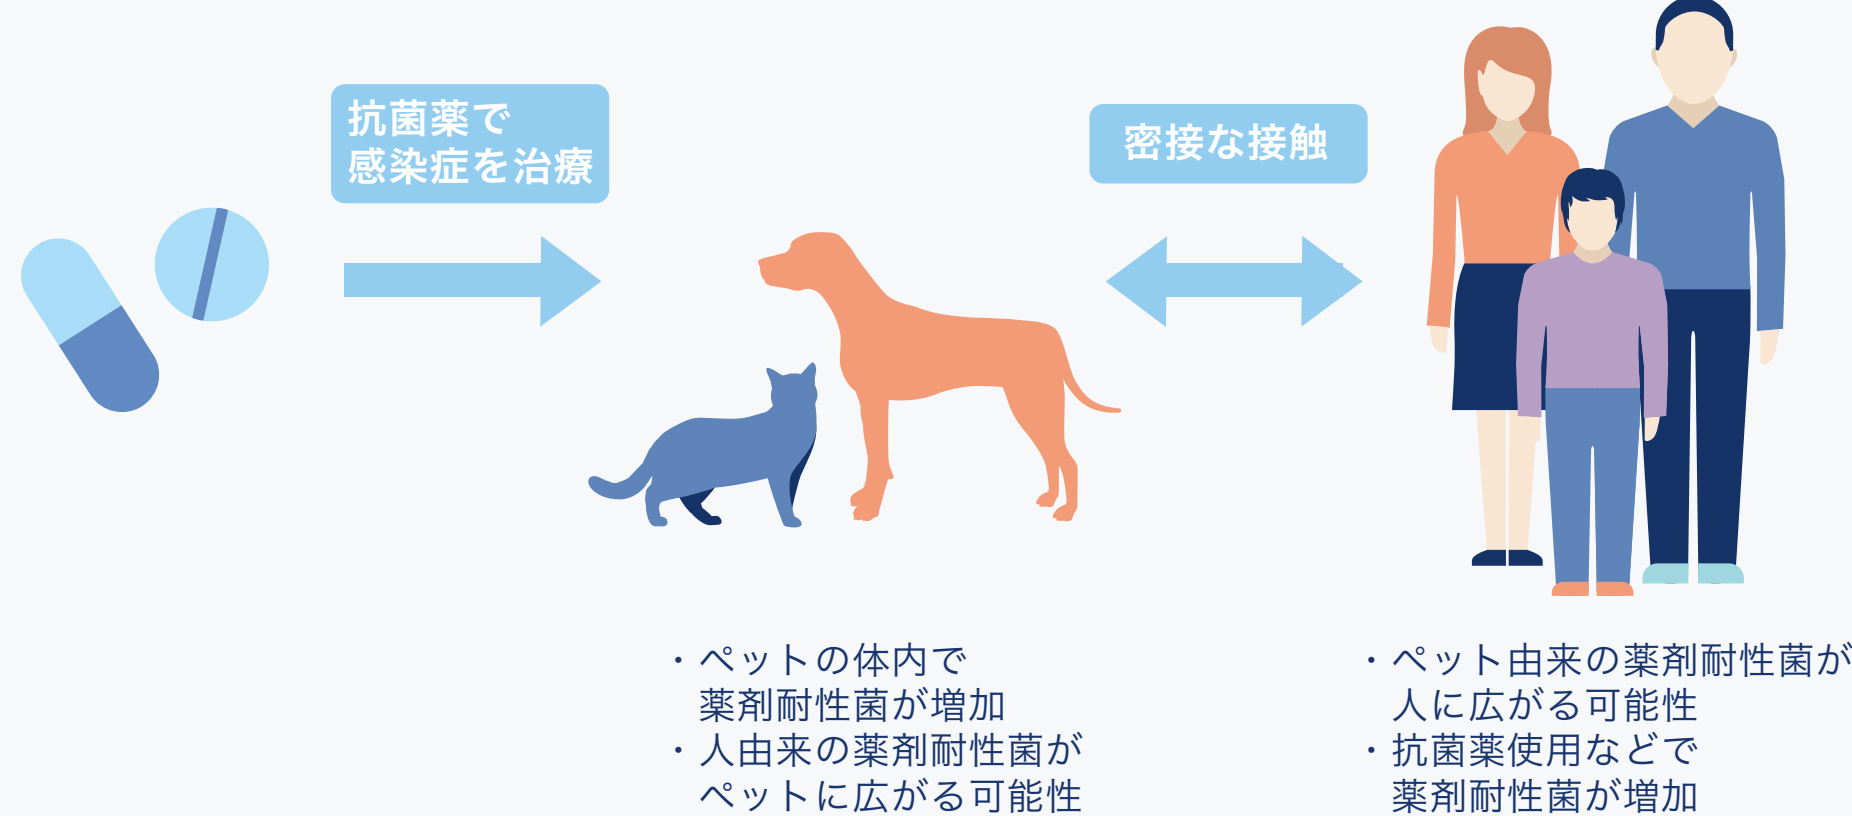 抗菌薬で
感染症を治療
密接な接触
・ペットの体内で
薬剤耐性菌が増加
・人由来の薬剤耐性菌が
ペットに広がる可能性
・ペット由来の薬剤耐性菌が
人に広がる可能性
・抗菌薬使用などで
薬剤耐性菌が増加